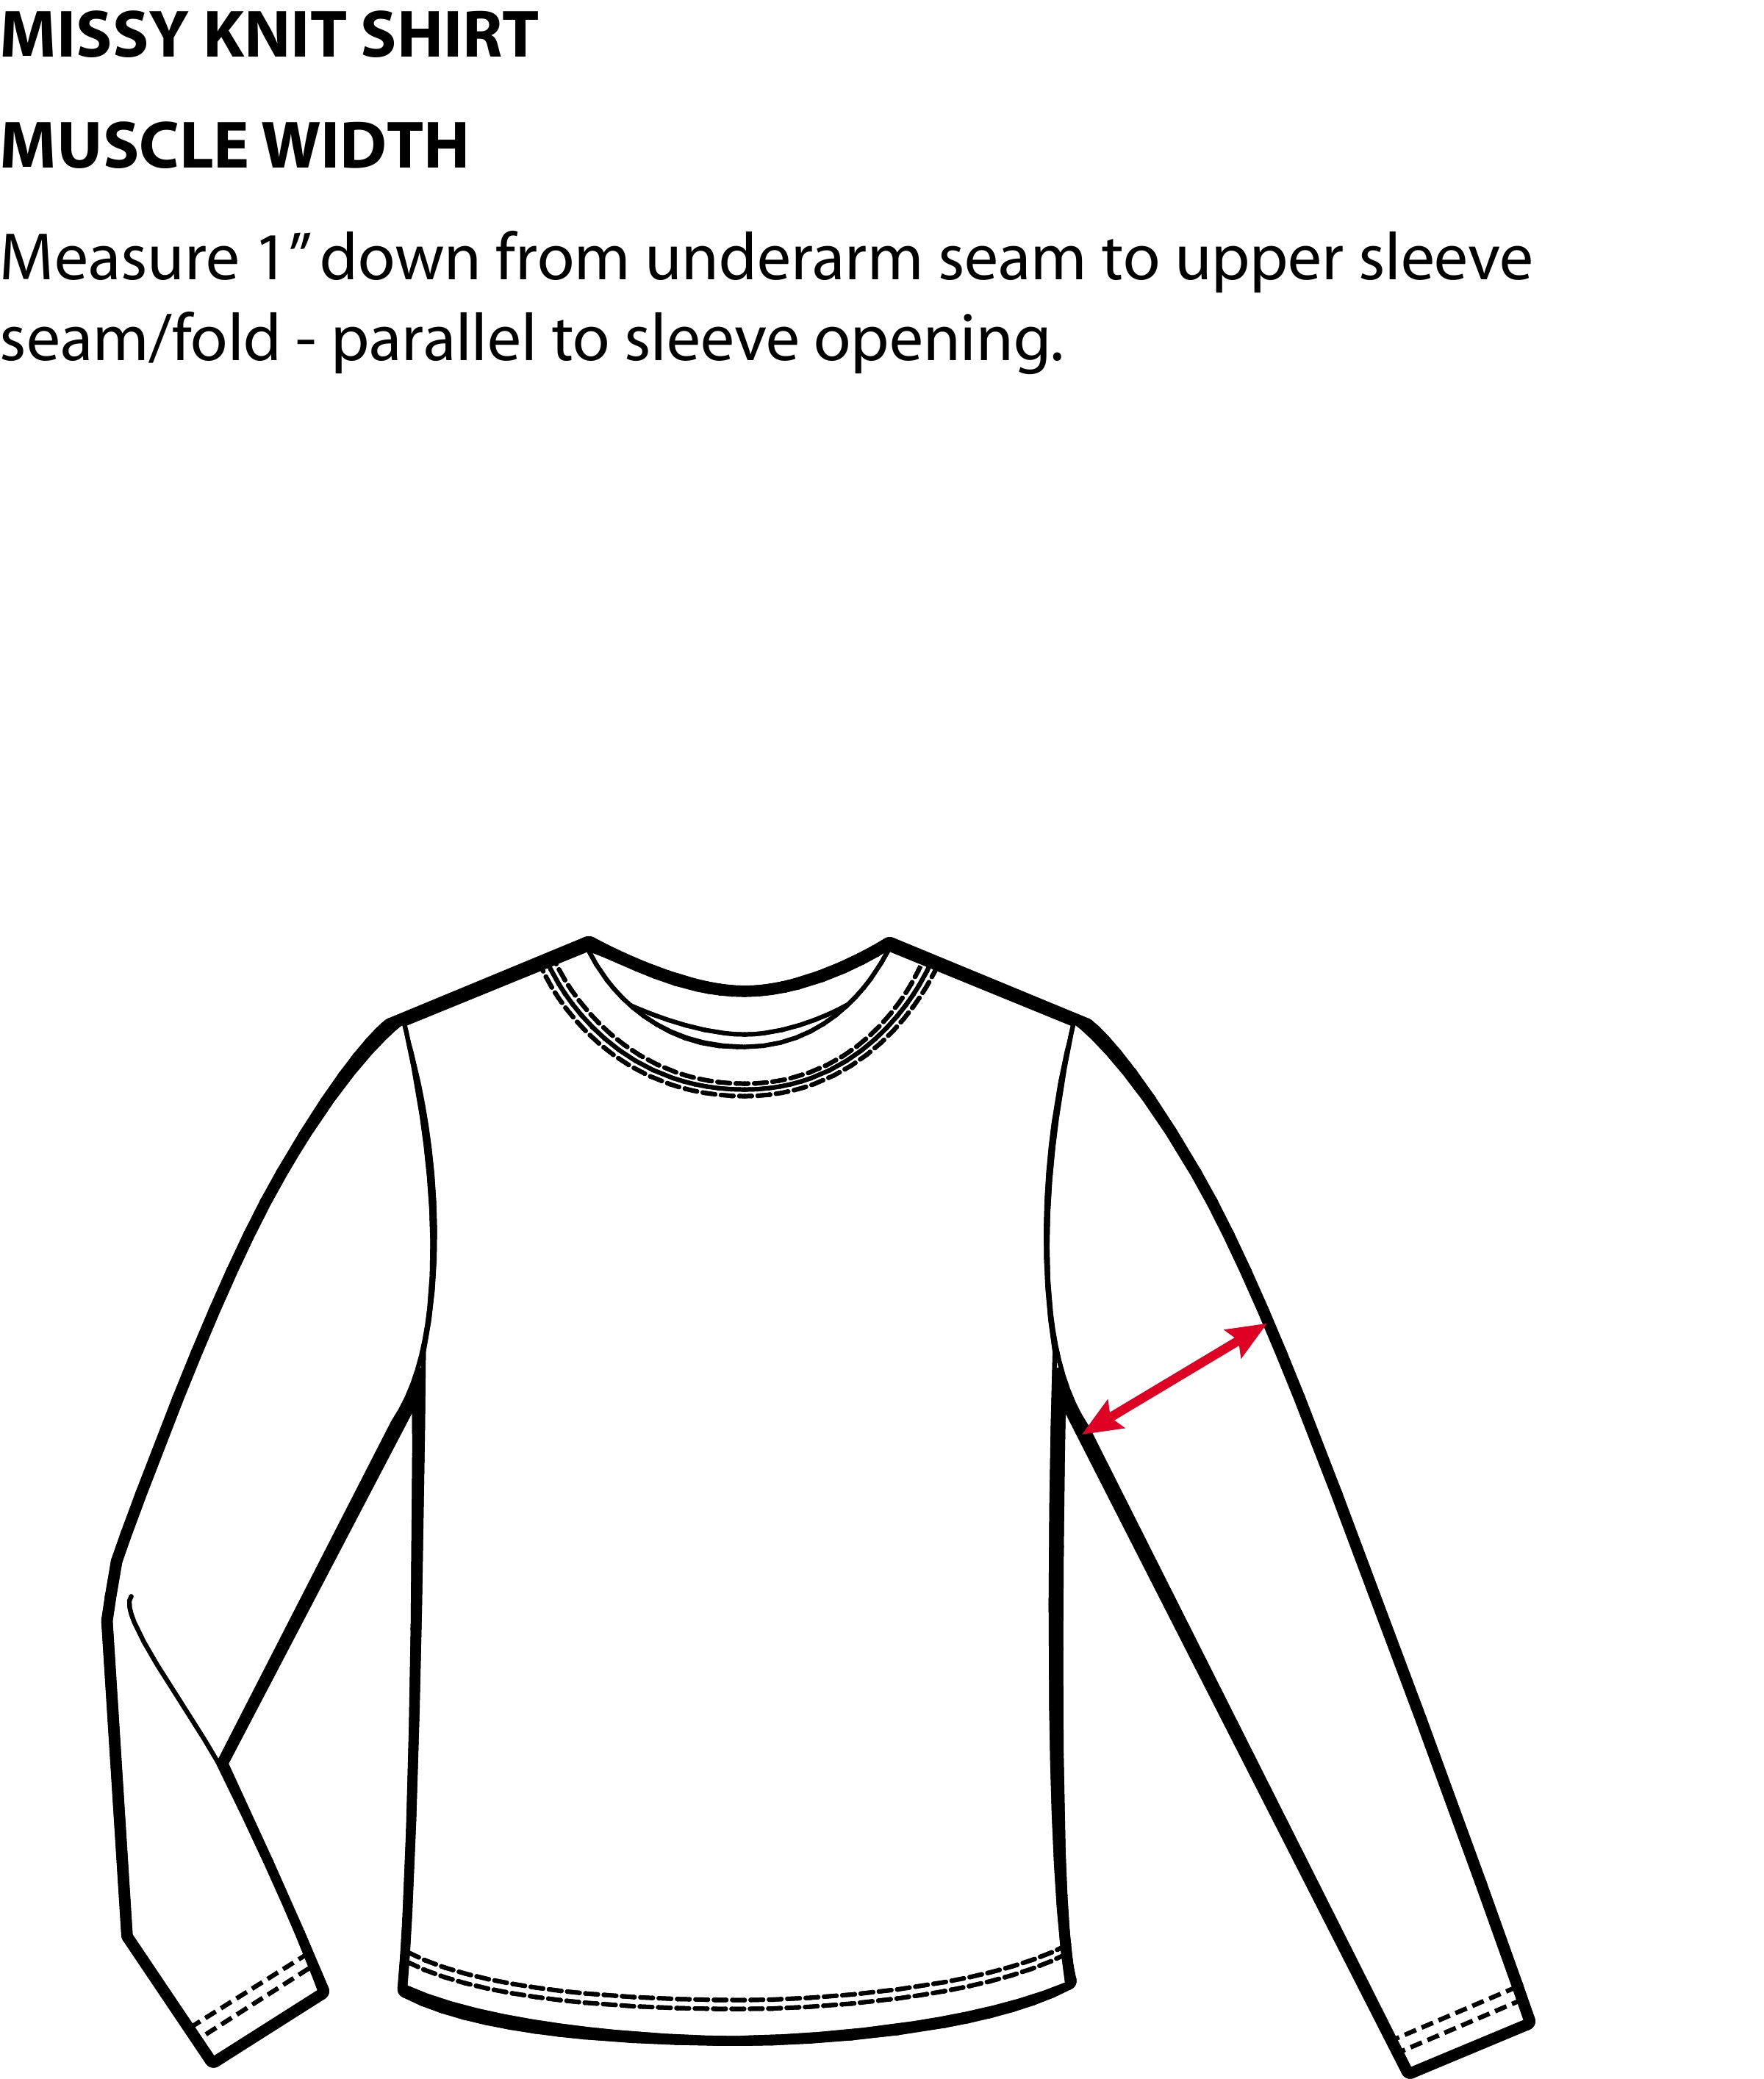 MISSY KNIT SHIRT
MUSCLE WIDTH
Measure 1” down from underarm seam to upper sleeve
seam/fold - parallel to sleeve opening.